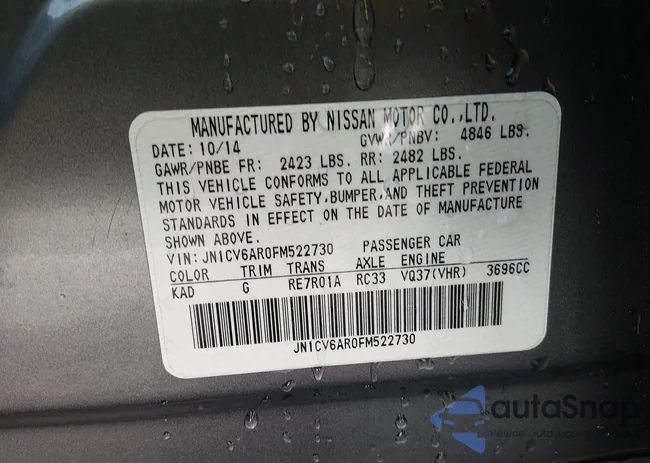 MANUFACTURED BY NISSAN MOTOR CO.,LTD.
DATE: 10/14 GVWR/PNBV: 4846 LBS.
GAWR/PNBE FR: 2423 LBS. RR: 2482 LBS.
THIS VEHICLE CONFORMS TO ALL APPLICABLE FEDERAL
MOTOR VEHICLE SAFETY,BUMPER,AND THEFT PREVENTION
STANDARDS IN EFFECT ON THE DATE OF MANUFACTURE
SHOWN ABOVE.
VIN: JN1CV6AR0FM522730 PASSENGER CAR
COLOR TRIM TRANS AXLE ENGINE
KAD G RE7R01A RC33 VQ37(VHR) 3696CC
JN1CV6AR0FM522730
autaSnap
Pewne auta z